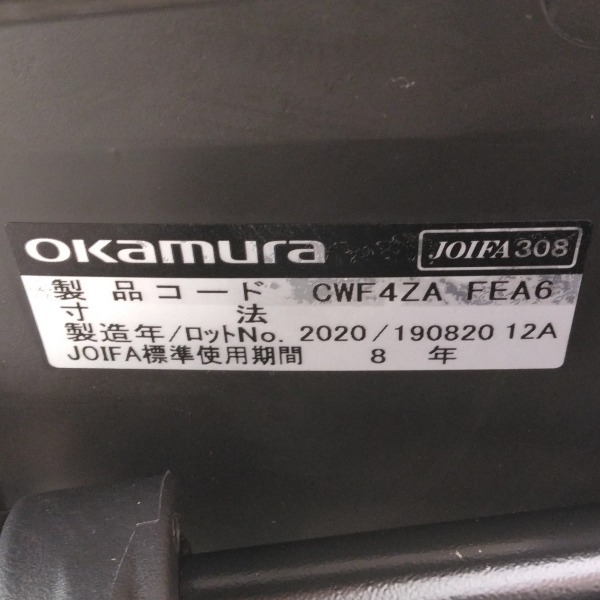 OKamura JOIFA308
製品コード CWF4ZA FEA6
寸法
製造年/ロットNo. 2020/190820 12A
JOIFA標準使用期間 8 年